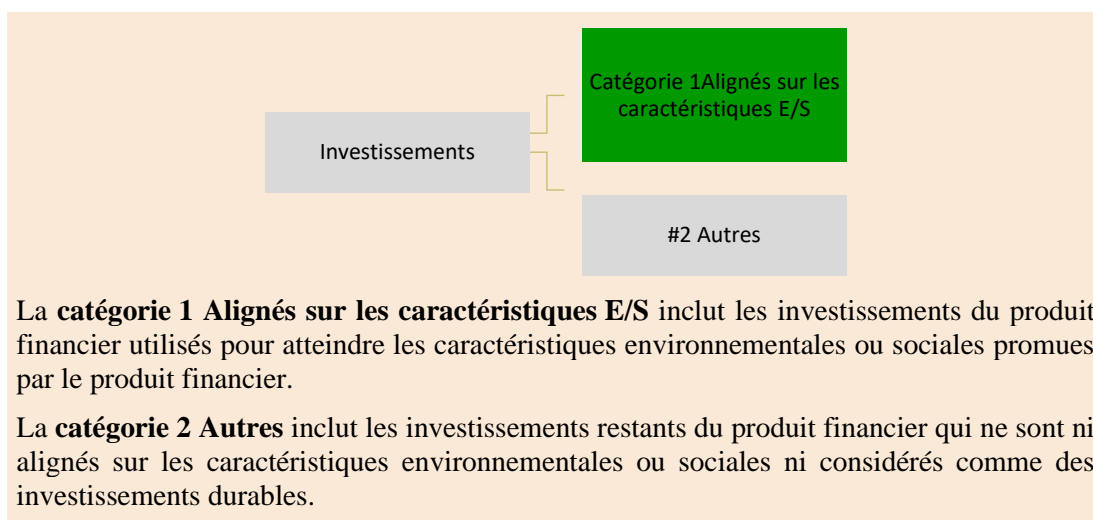 Catégorie 1Alignés sur les
caractéristiques E/S
Investissements
#2 Autres
La catégorie 1 Alignés sur les caractéristiques E/S inclut les investissements du produit
financier utilisés pour atteindre les caractéristiques environnementales ou sociales promues
par le produit financier.
La catégorie 2 Autres inclut les investissements restants du produit financier qui ne sont ni
alignés sur les caractéristiques environnementales ou sociales ni considérés comme des
investissements durables.